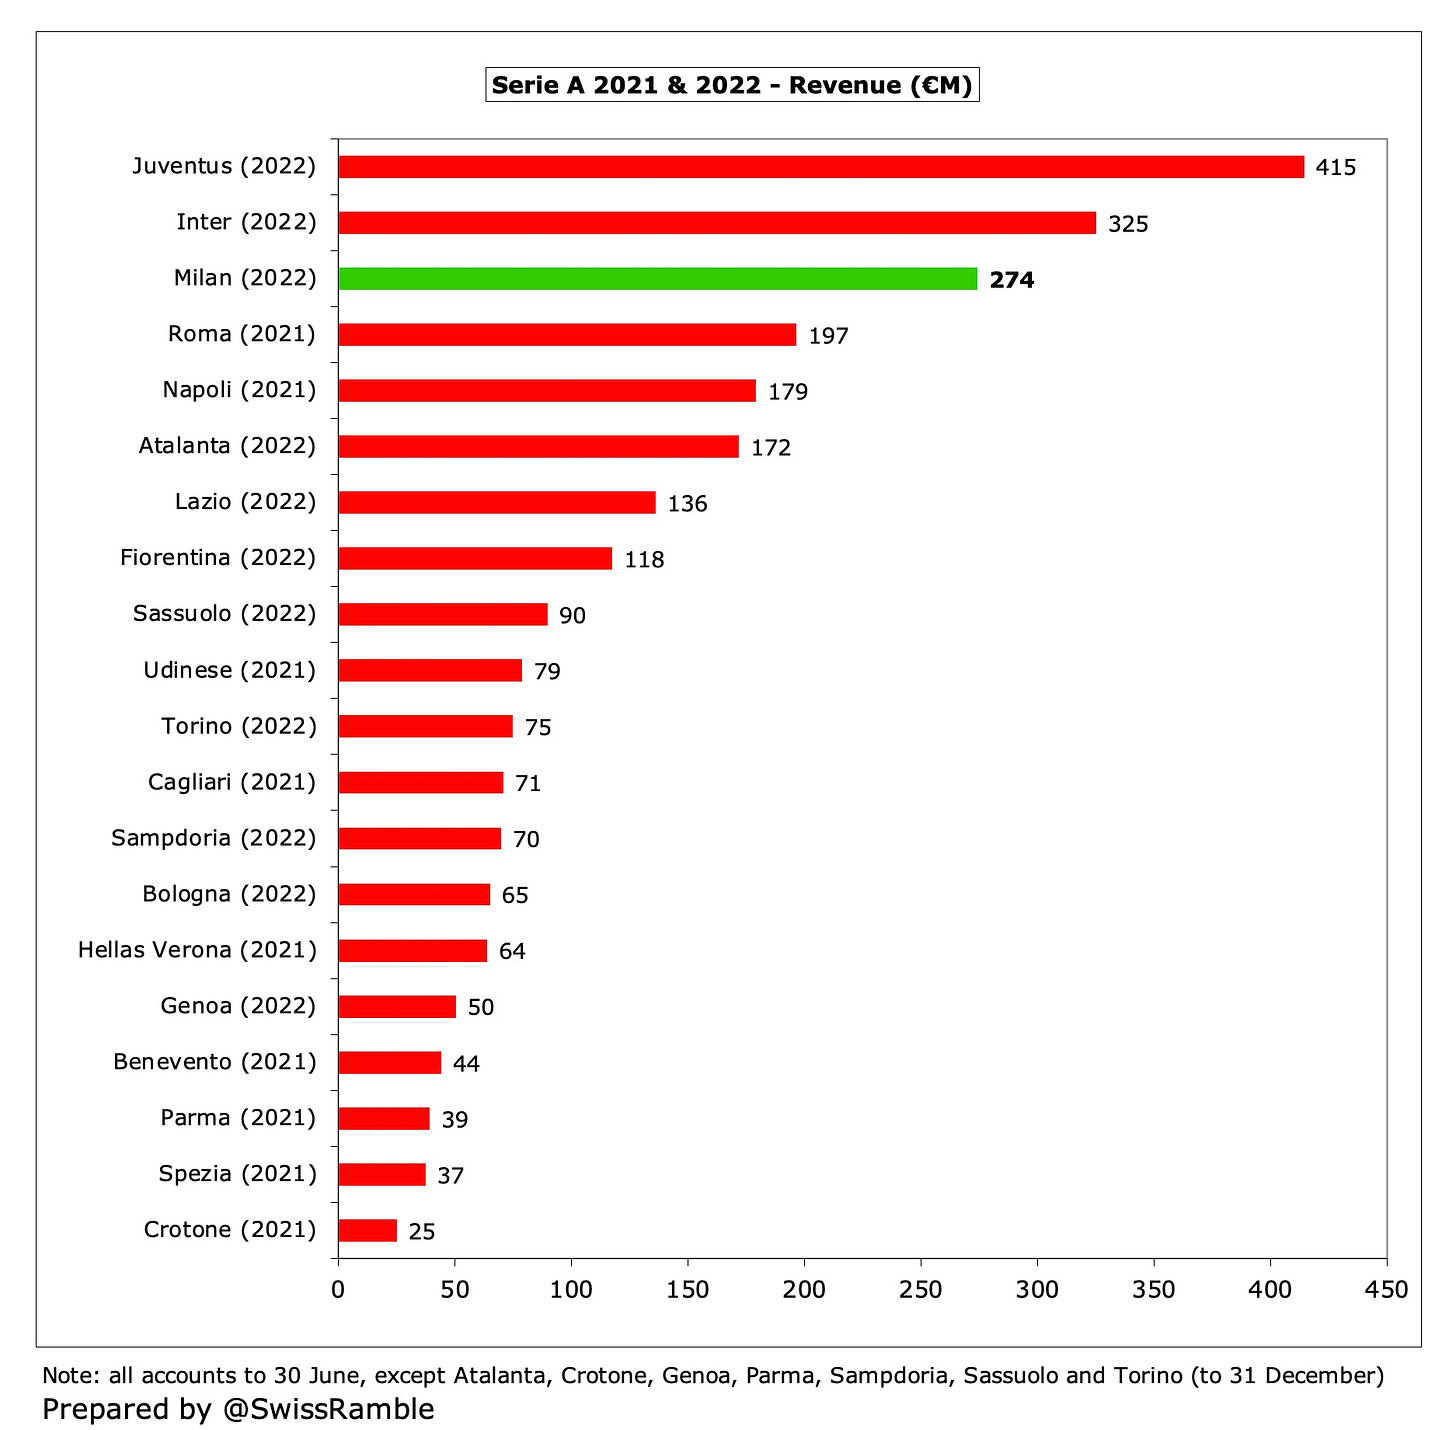 Serie A 2021 & 2022 - Revenue (€M)
Juventus (2022) 415
Inter (2022) 325
Milan (2022) 274
Roma (2021) 197
Napoli (2021) 179
Atalanta (2022) 172
Lazio (2022) 136
Fiorentina (2022) 118
Sassuolo (2022) 90
Udinese (2021) 79
Torino (2022) 75
Cagliari (2021) 71
Sampdoria (2022) 70
Bologna (2022) 65
Hellas Verona (2021) 64
Genoa (2022) 50
Benevento (2021) 44
Parma (2021) 39
Spezia (2021) 37
Crotone (2021) 25
0 50 100 150 200 250 300 350 400 450
Note: all accounts to 30 June, except Atalanta, Crotone, Genoa, Parma, Sampdoria, Sassuolo and Torino (to 31 December)
Prepared by @SwissRamble